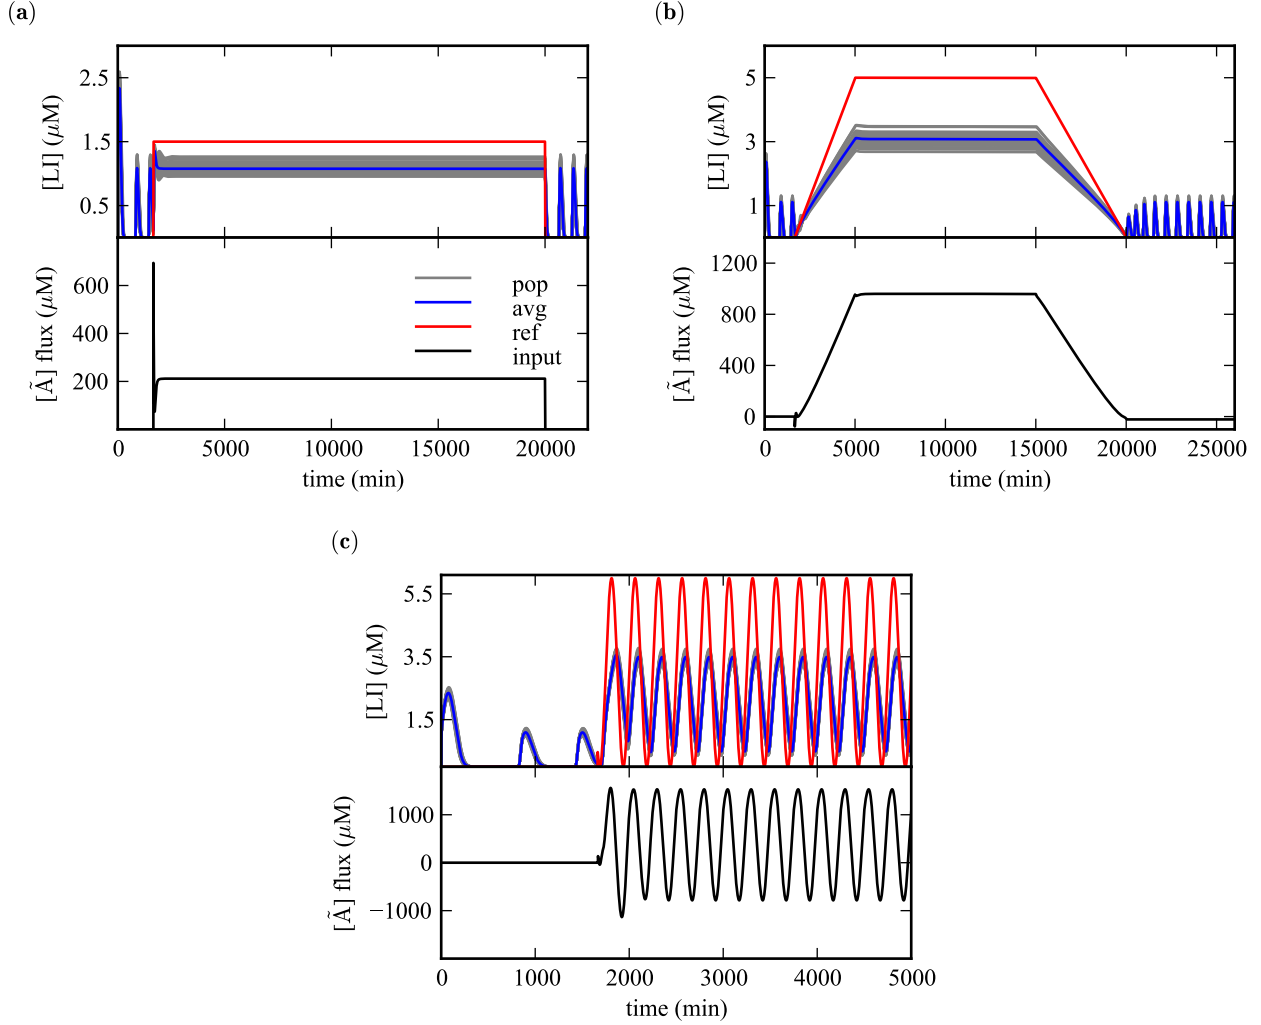 (a)
2.5
1.5
0.5
[LI] (μM)
600
400
200
[Ã] flux (μM)
pop
avg
ref
input
0 5000 10000 15000 20000
time (min)
(b)
5
3
1
[LI] (μM)
1200
800
400
0
[Ã] flux (μM)
0 5000 10000 15000 20000 25000
time (min)
(c)
5.5
3.5
1.5
[LI] (μM)
1000
0
−1000
[Ã] flux (μM)
0 1000 2000 3000 4000 5000
time (min)